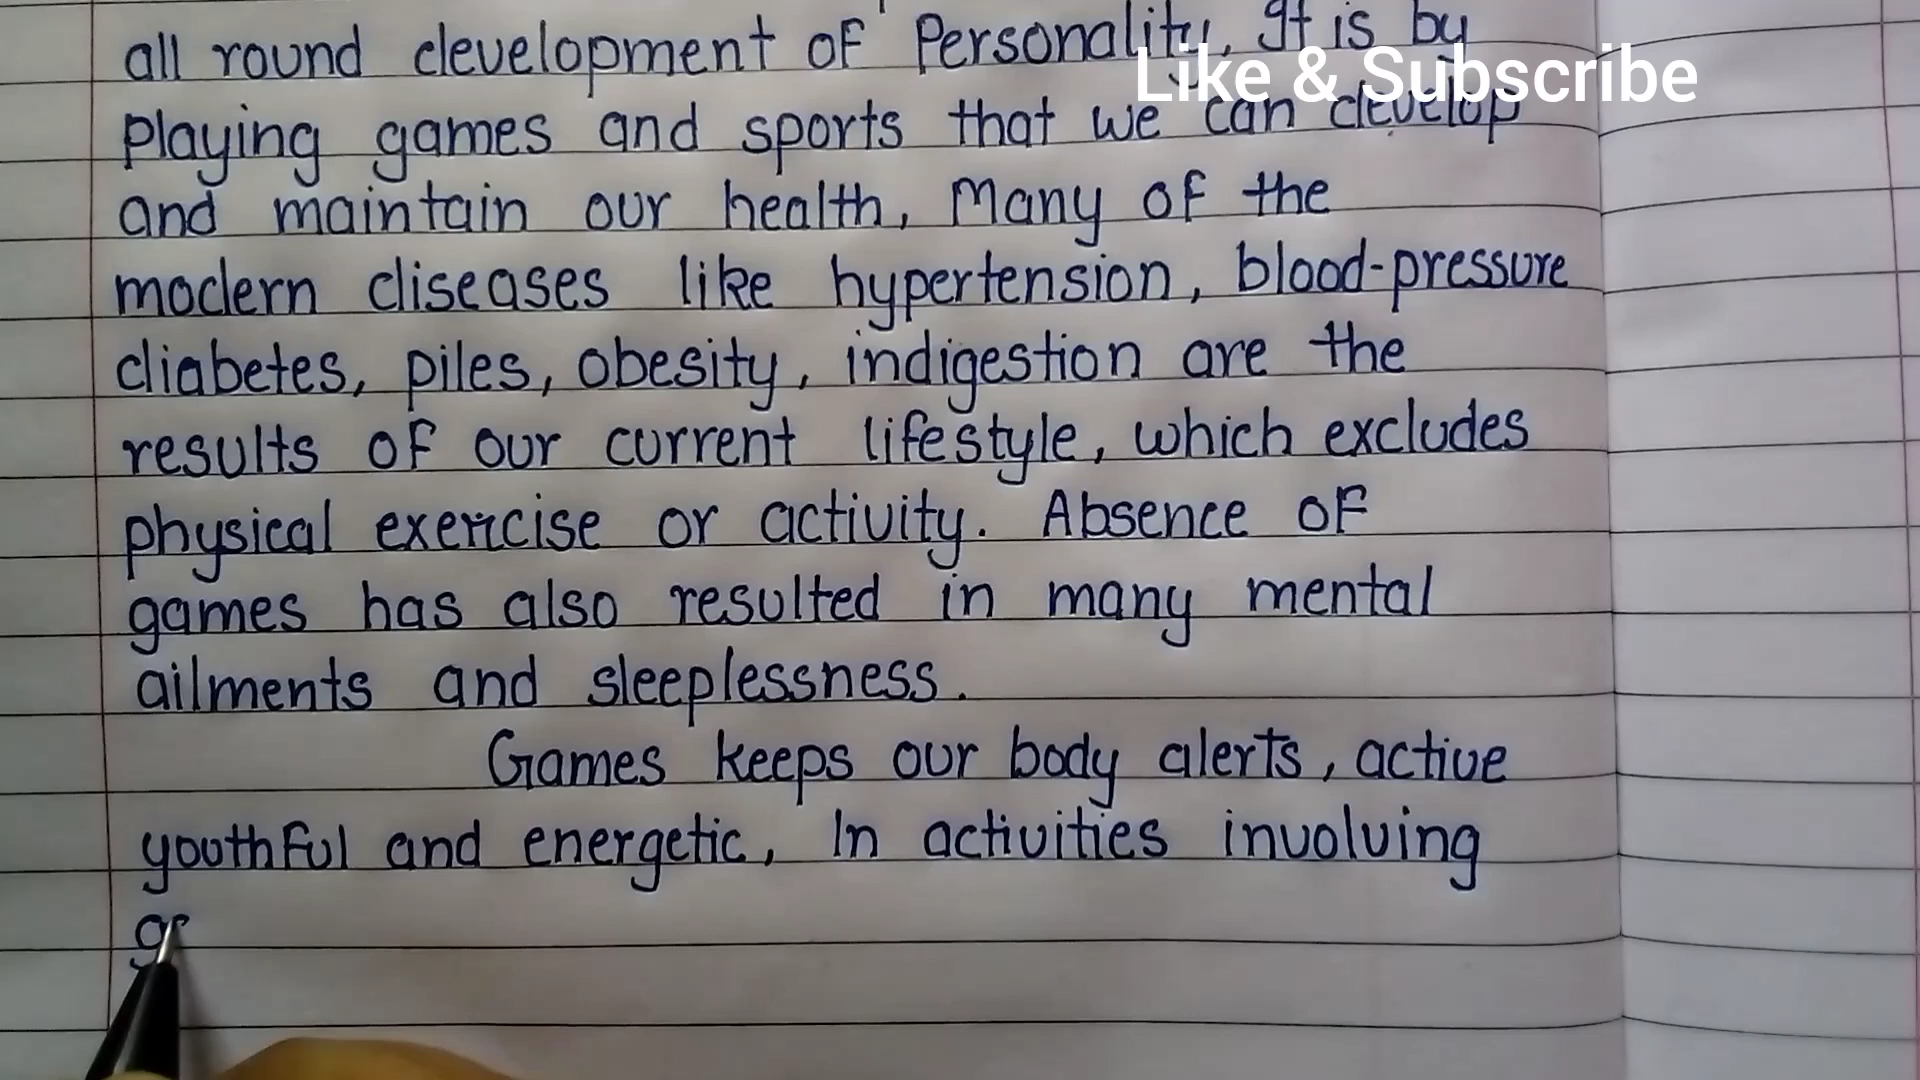 all round development of Personality, It is by
Like & Subscribe
playing games and sports that we can develop
and maintain our health, Many of the
modern diseases like hypertension, blood-pressure
diabetes, piles, obesity, indigestion are the
results of our current lifestyle, which excludes
physical exercise or activity. Absence of
games has also resulted in many mental
ailments and sleeplessness.
Games keeps our body alerts, active
youthful and energetic, In activities involving